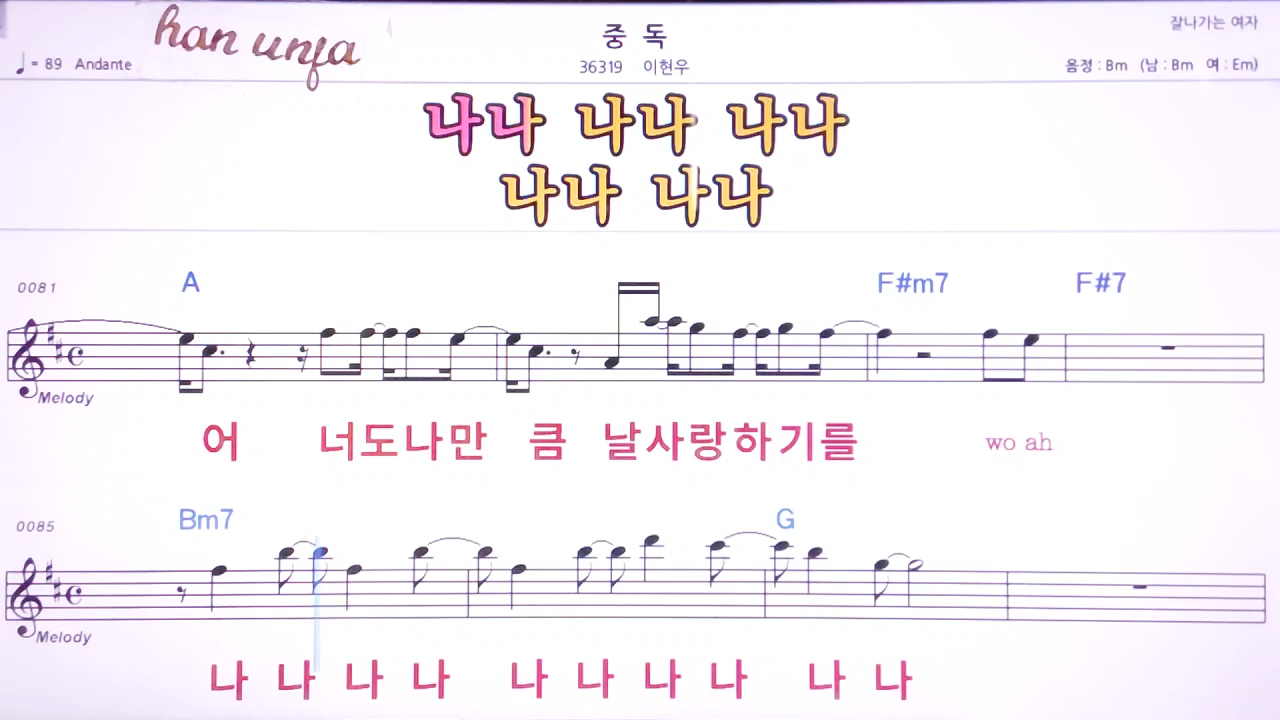 han unja
중 독
잘나가는 여자
♩= 89 Andante
36319 이현우
음정 : Bm (남 : Bm 여 : Em)
나나 나나 나나
나나 나나
0081 A F#m7 F#7
Melody
어 너도나만 큼 날사랑하기를 wo ah
0085 Bm7 G
Melody
나 나 나 나 나 나 나 나 나 나